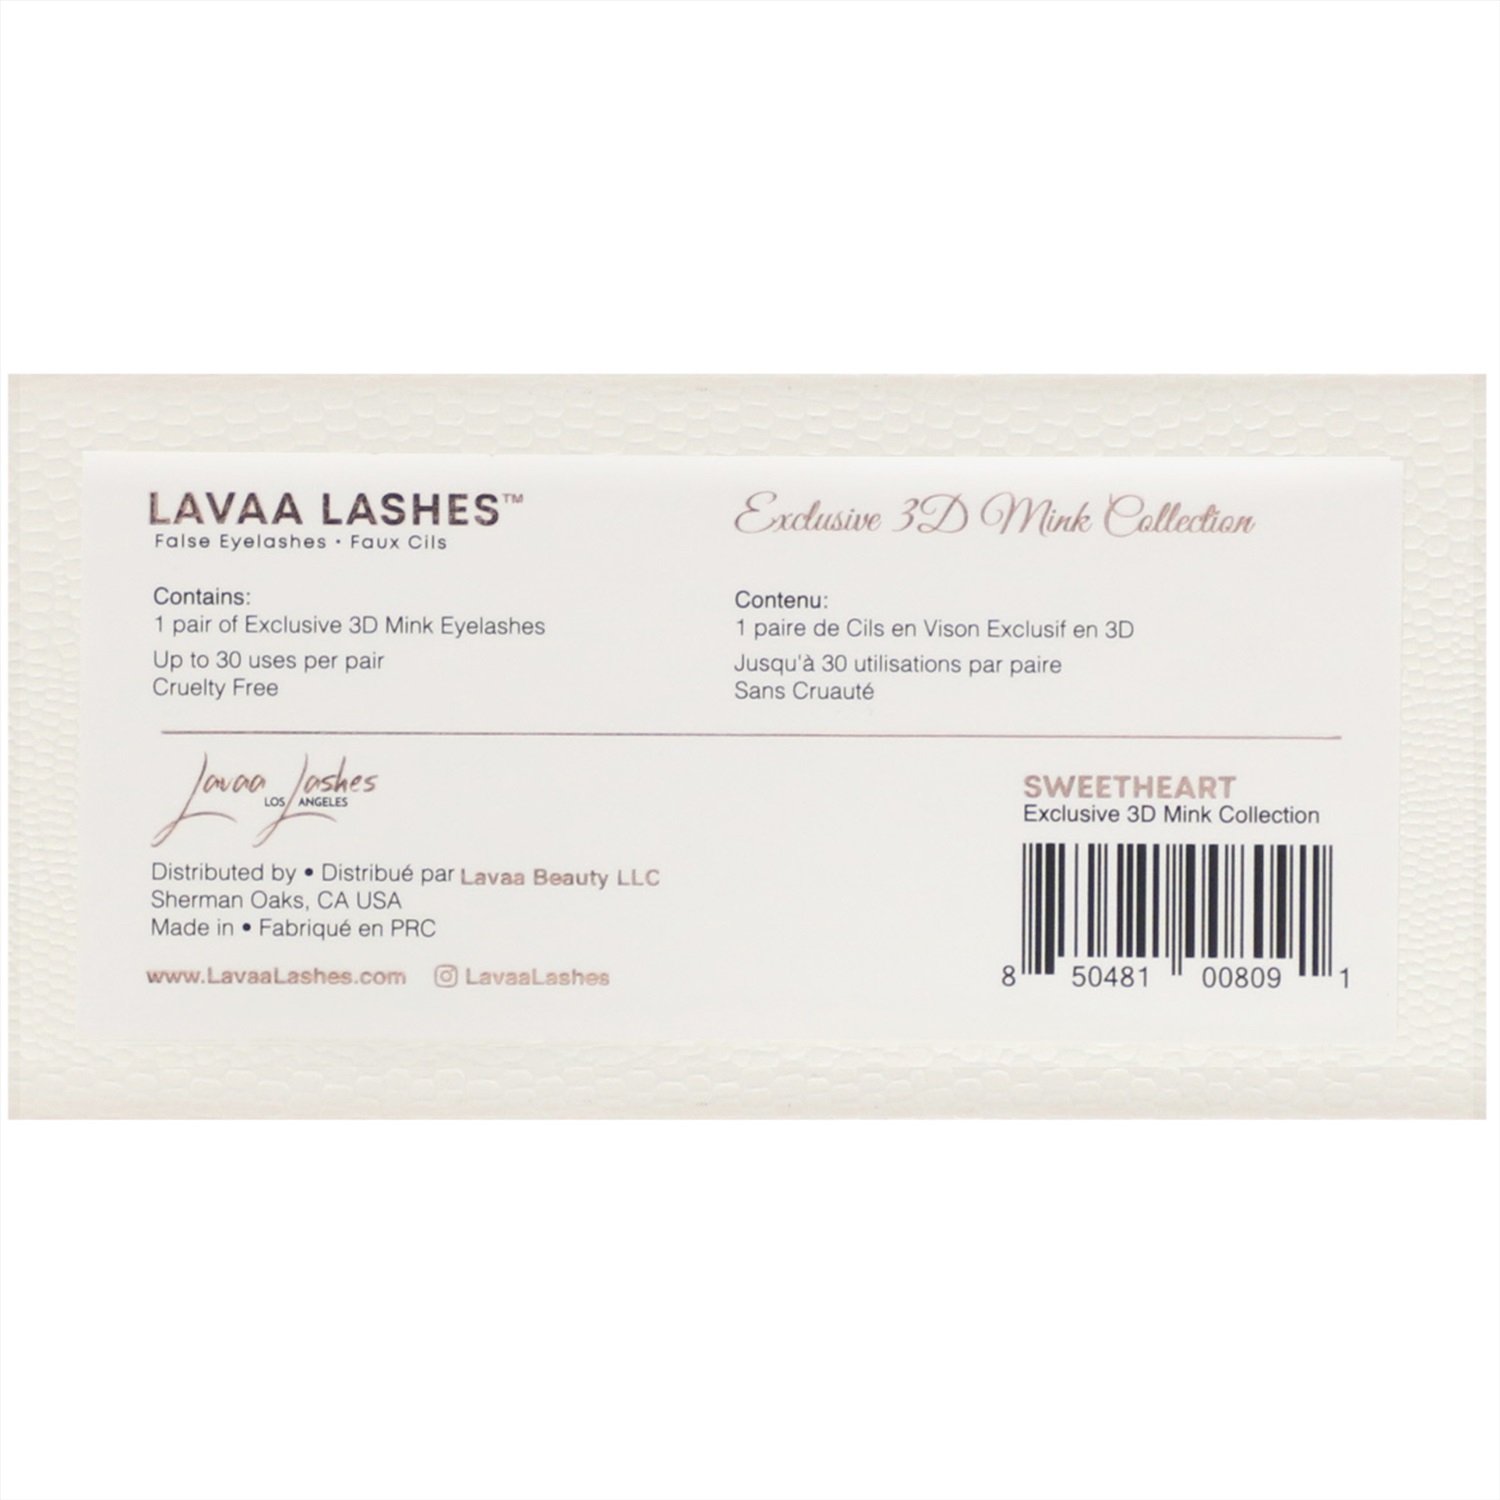 LAVAA LASHES™
False Eyelashes • Faux Cils
Exclusive 3D Mink Collection
Contains:
1 pair of Exclusive 3D Mink Eyelashes
Up to 30 uses per pair
Cruelty Free
Contenu:
1 paire de Cils en Vison Exclusif en 3D
Jusqu'à 30 utilisations par paire
Sans Cruauté
Lavaa Lashes
LOS ANGELES
Distributed by • Distribué par Lavaa Beauty LLC
Sherman Oaks, CA USA
Made in • Fabriqué en PRC
www.LavaaLashes.com LavaaLashes
SWEETHEART
Exclusive 3D Mink Collection
8 50481 00809 1